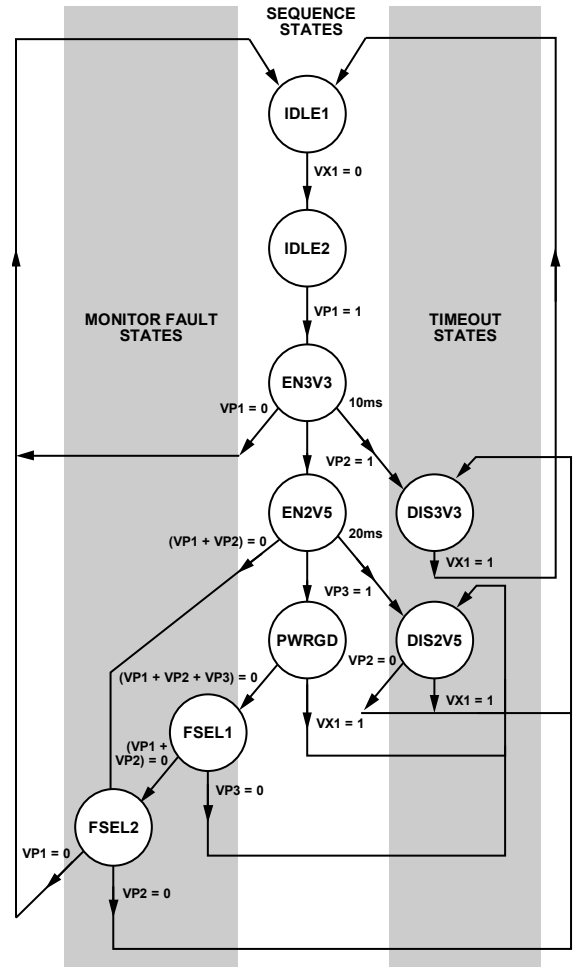 SEQUENCE
STATES
IDLE1
VX1 = 0
IDLE2
VP1 = 1
MONITOR FAULT
STATES
TIMEOUT
STATES
EN3V3
10ms
VP1 = 0
VP2 = 1
DIS3V3
EN2V5
20ms
(VP1 + VP2) = 0
VX1 = 1
VP3 = 1
PWRGD
DIS2V5
VP2 = 0
(VP1 + VP2 + VP3) = 0
VX1 = 1
VX1 = 1
FSEL1
(VP1 +
VP2) = 0
VP3 = 0
FSEL2
VP1 = 0
VP2 = 0